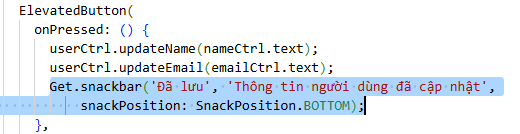 ElevatedButton(
onPressed: () {
userCtrl.updateName(nameCtrl.text);
userCtrl.updateEmail(emailCtrl.text);
Get.snackbar('Đã lưu', 'Thông tin người dùng đã cập nhật',
snackPosition: SnackPosition.BOTTOM);
},